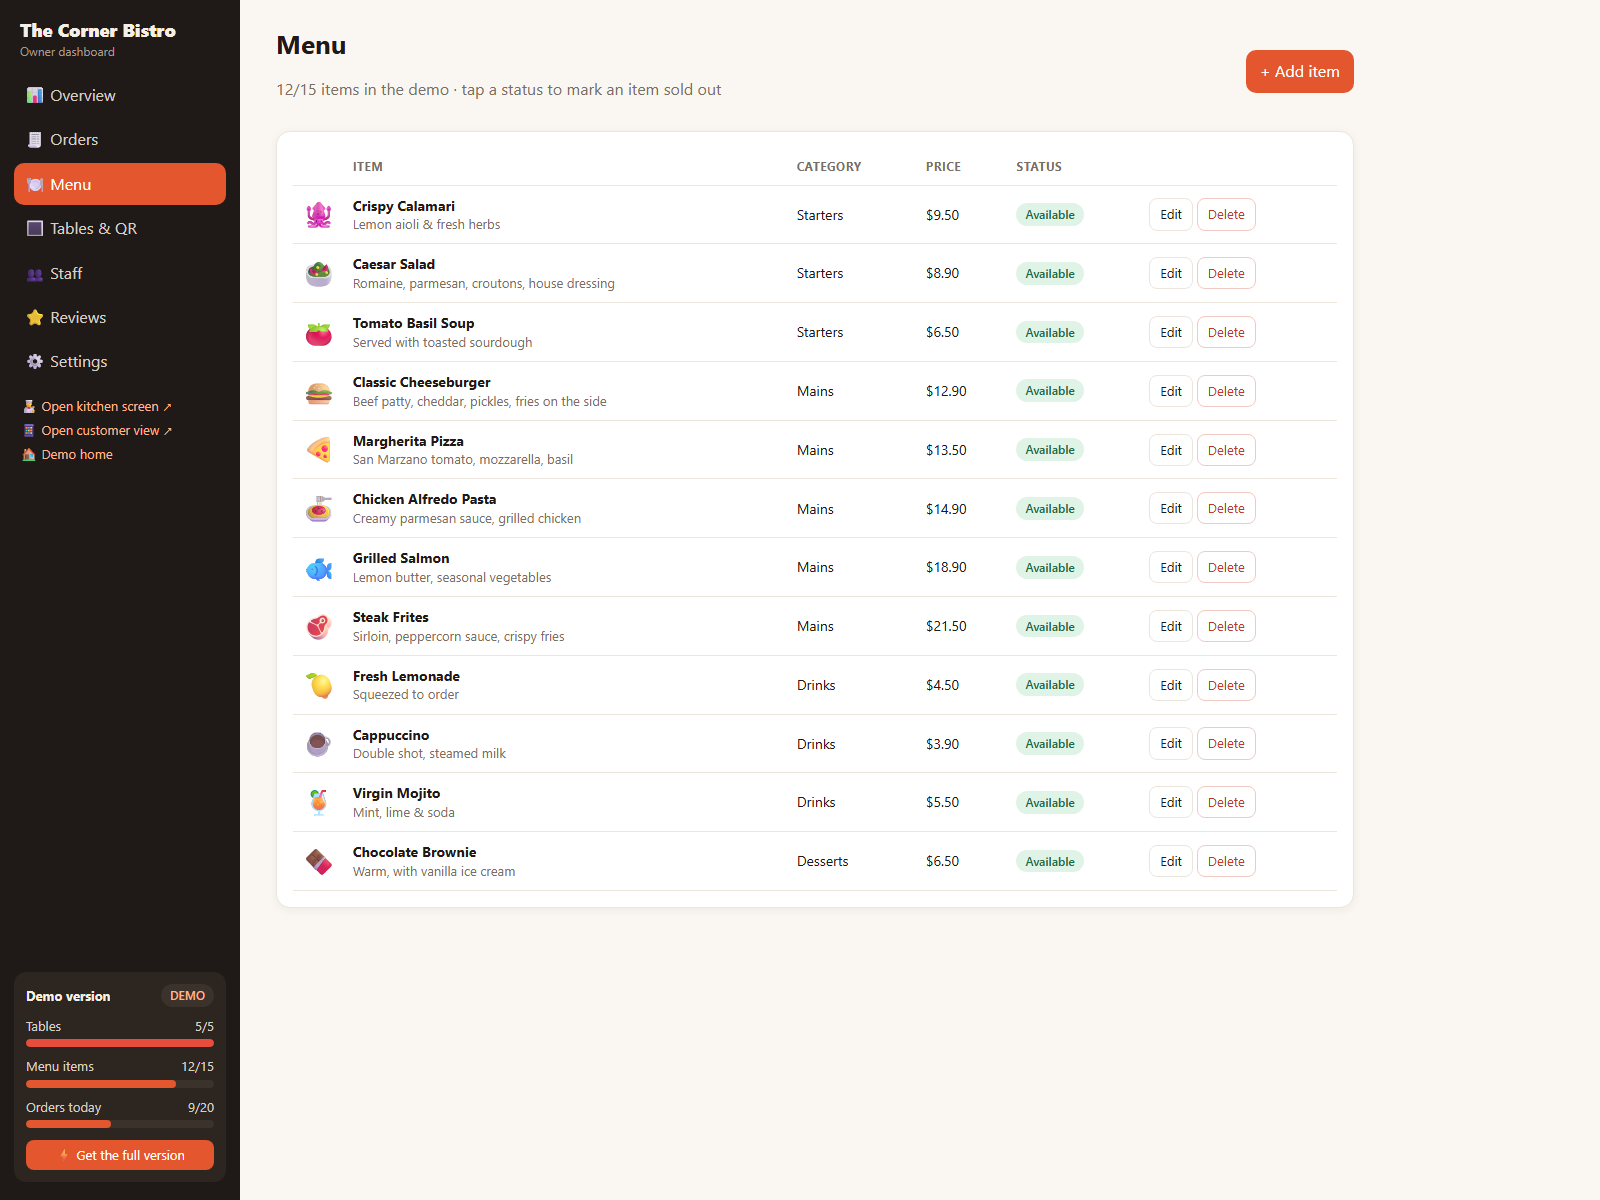 The Corner Bistro
Owner dashboard
Overview
Orders
Menu
Tables & QR
Staff
Reviews
Settings
Open kitchen screen ↗
Open customer view ↗
Demo home
Demo version DEMO
Tables 5/5
Menu items 12/15
Orders today 9/20
Get the full version
Menu
12/15 items in the demo · tap a status to mark an item sold out
+ Add item
ITEM CATEGORY PRICE STATUS
Crispy Calamari
Lemon aioli & fresh herbs
Starters $9.50 Available Edit Delete
Caesar Salad
Romaine, parmesan, croutons, house dressing
Starters $8.90 Available Edit Delete
Tomato Basil Soup
Served with toasted sourdough
Starters $6.50 Available Edit Delete
Classic Cheeseburger
Beef patty, cheddar, pickles, fries on the side
Mains $12.90 Available Edit Delete
Margherita Pizza
San Marzano tomato, mozzarella, basil
Mains $13.50 Available Edit Delete
Chicken Alfredo Pasta
Creamy parmesan sauce, grilled chicken
Mains $14.90 Available Edit Delete
Grilled Salmon
Lemon butter, seasonal vegetables
Mains $18.90 Available Edit Delete
Steak Frites
Sirloin, peppercorn sauce, crispy fries
Mains $21.50 Available Edit Delete
Fresh Lemonade
Squeezed to order
Drinks $4.50 Available Edit Delete
Cappuccino
Double shot, steamed milk
Drinks $3.90 Available Edit Delete
Virgin Mojito
Mint, lime & soda
Drinks $5.50 Available Edit Delete
Chocolate Brownie
Warm, with vanilla ice cream
Desserts $6.50 Available Edit Delete